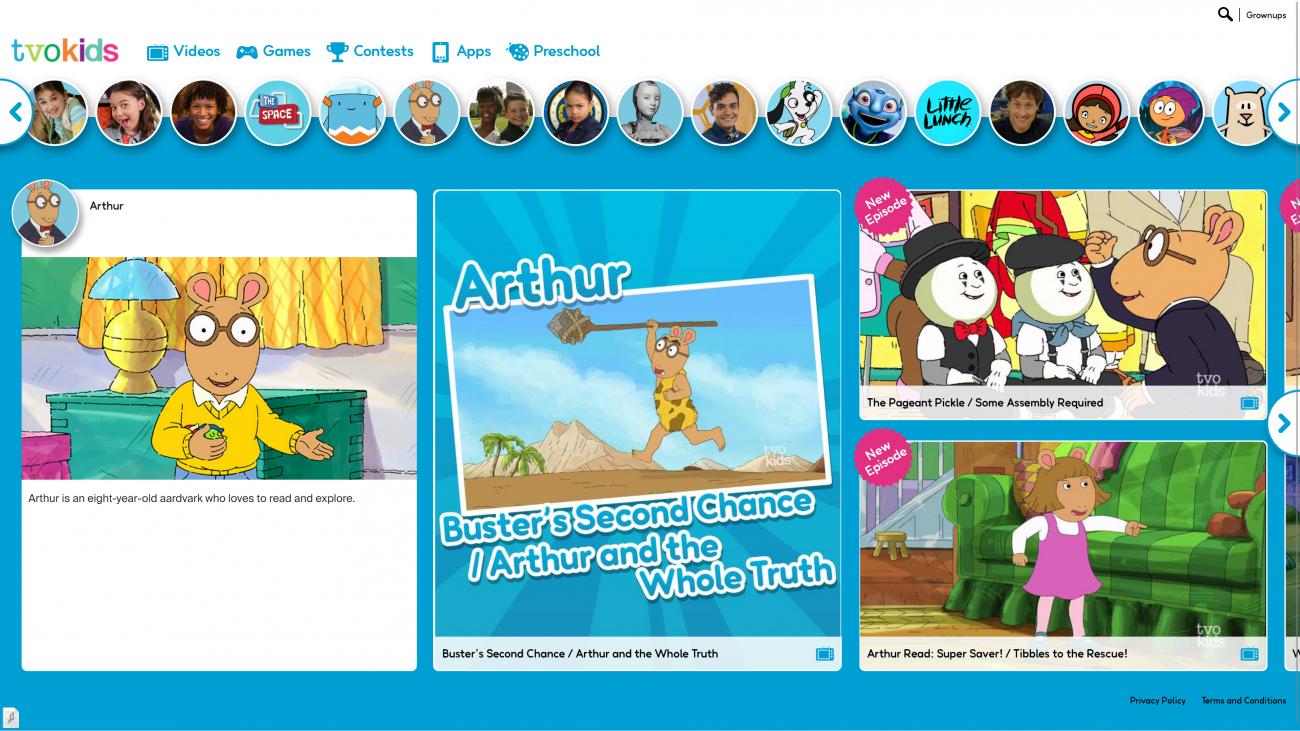 Grownups
tvokids
Videos
Games
Contests
Apps
Preschool
THE
SPACE
LittLe
LUNCH
Arthur
Arthur is an eight-year-old aardvark who loves to read and explore.
Arthur
tvo
kids
Buster's Second Chance
/ Arthur and the
Whole Truth
Buster's Second Chance / Arthur and the Whole Truth
New
Episode
tvo
kids
The Pageant Pickle / Some Assembly Required
New
Episode
tvo
kids
Arthur Read: Super Saver! / Tibbles to the Rescue!
Privacy Policy
Terms and Conditions